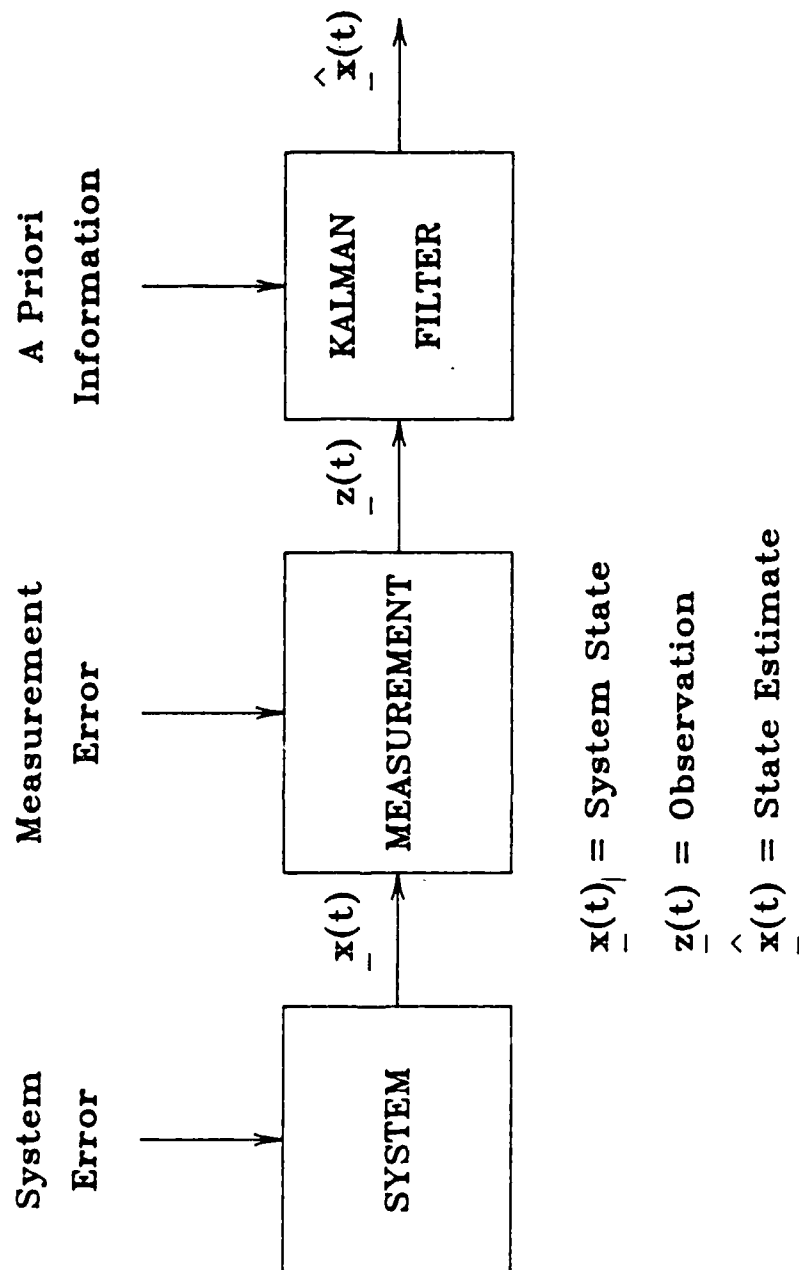 System
Error
Measurement
Error
A Priori
Information
SYSTEM
x(t)
MEASUREMENT
z(t)
KALMAN
FILTER
x̂(t)
x(t) = System State
z(t) = Observation
x̂(t) = State Estimate